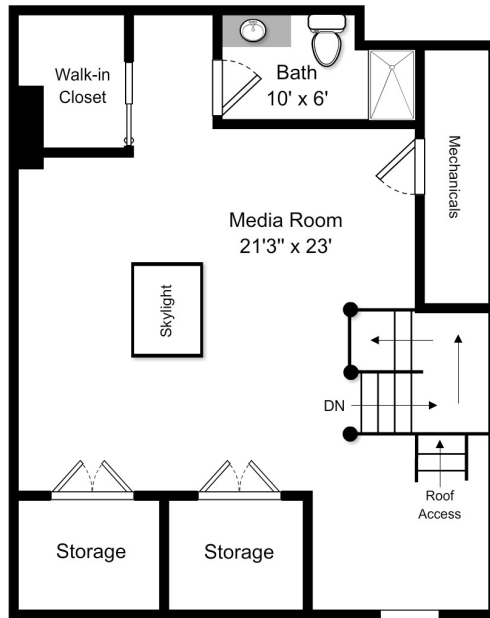 Walk-in
Closet
Bath
10' x 6'
Mechanicals
Media Room
21'3" x 23'
Skylight
DN
Roof
Access
Storage
Storage